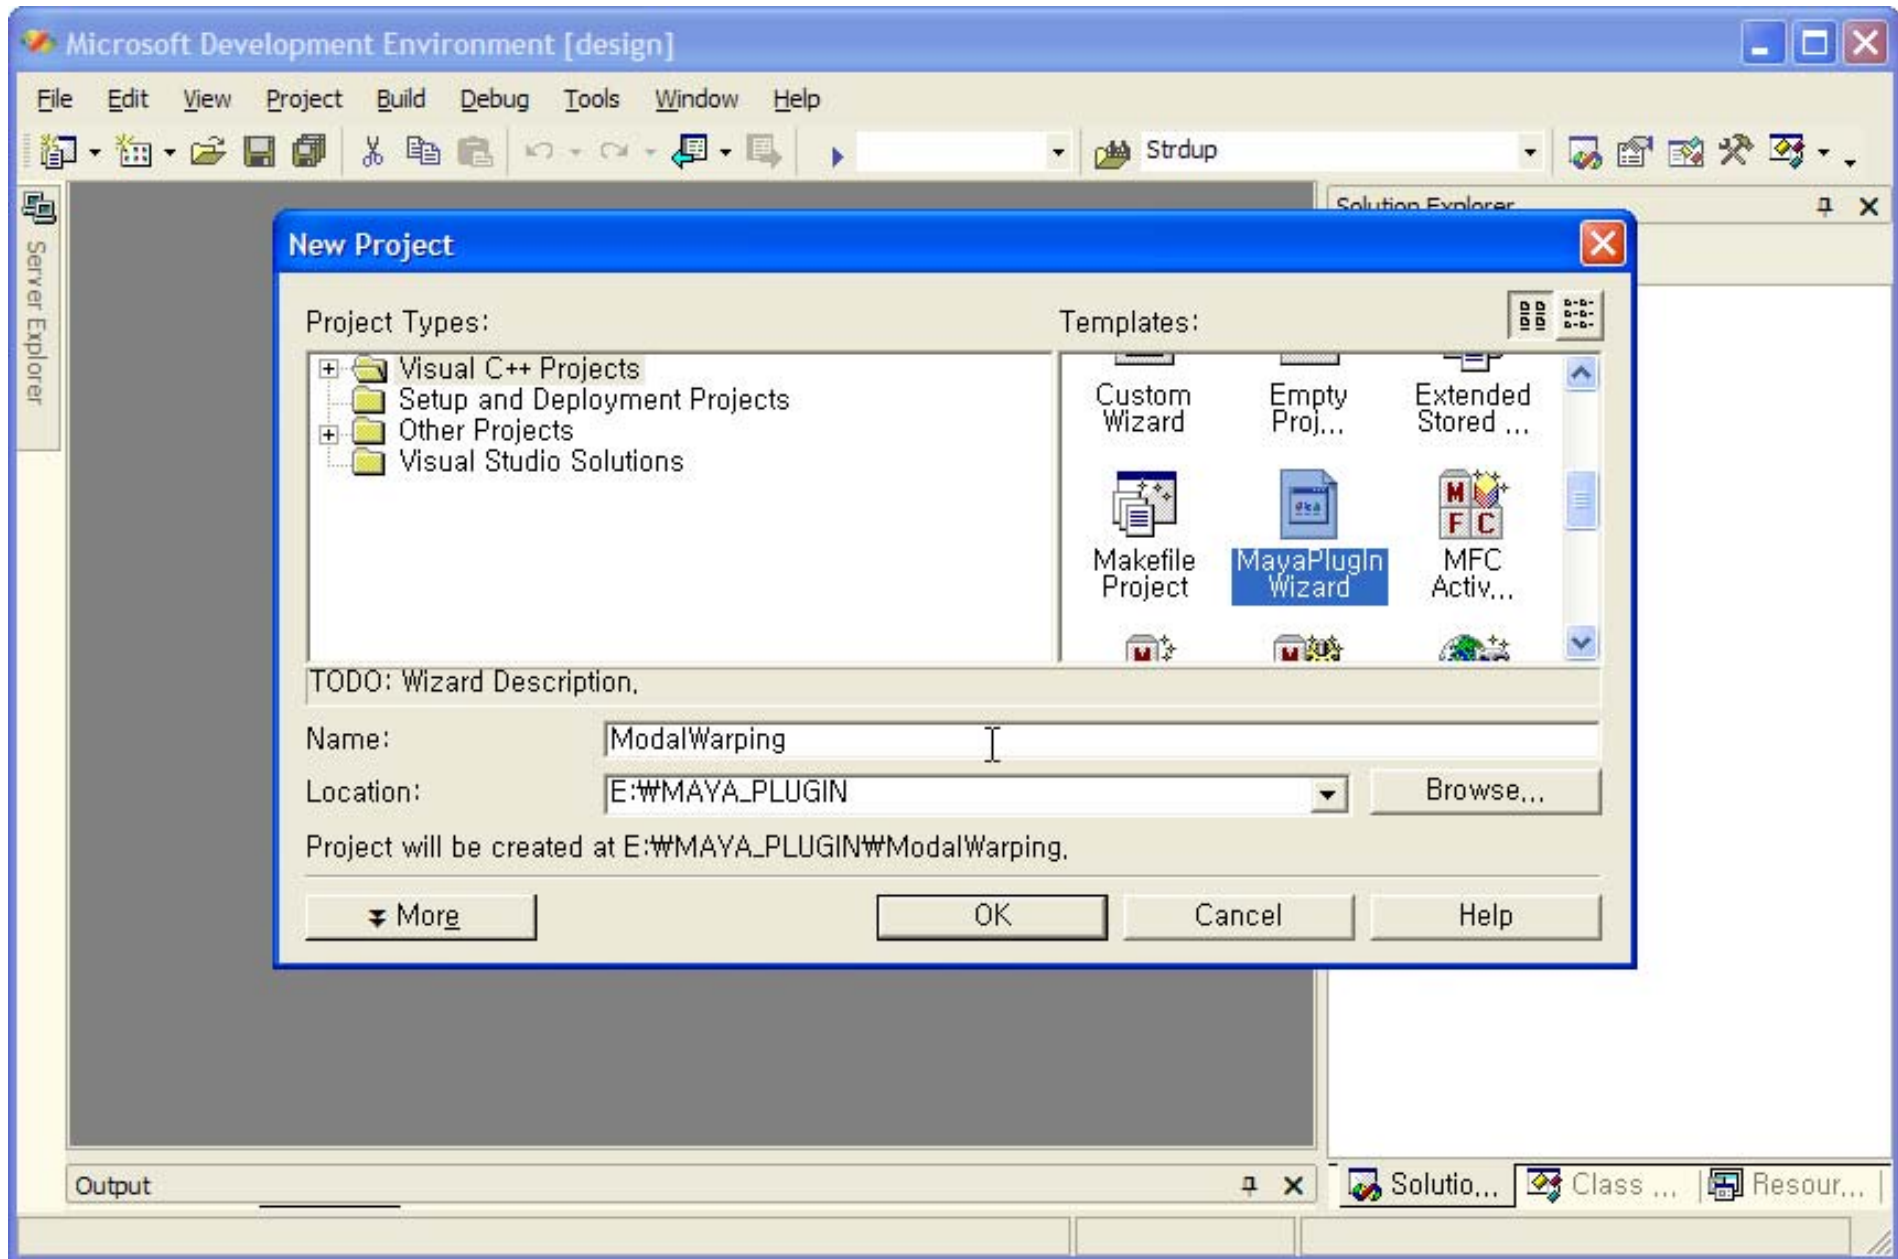 Microsoft Development Environment [design]
File Edit View Project Build Debug Tools Window Help
Strdup
Server Explorer
Solution Explorer
New Project
Project Types:
Templates:
Visual C++ Projects
Setup and Deployment Projects
Other Projects
Visual Studio Solutions
Custom Wizard
Empty Proj...
Extended Stored ...
Makefile Project
MayaPlugIn Wizard
MFC Activ...
TODO: Wizard Description.
Name:
ModalWarping
Location:
E:₩MAYA_PLUGIN
Browse...
Project will be created at E:₩MAYA_PLUGIN₩ModalWarping.
More
OK
Cancel
Help
Output
Solutio...
Class ...
Resour...